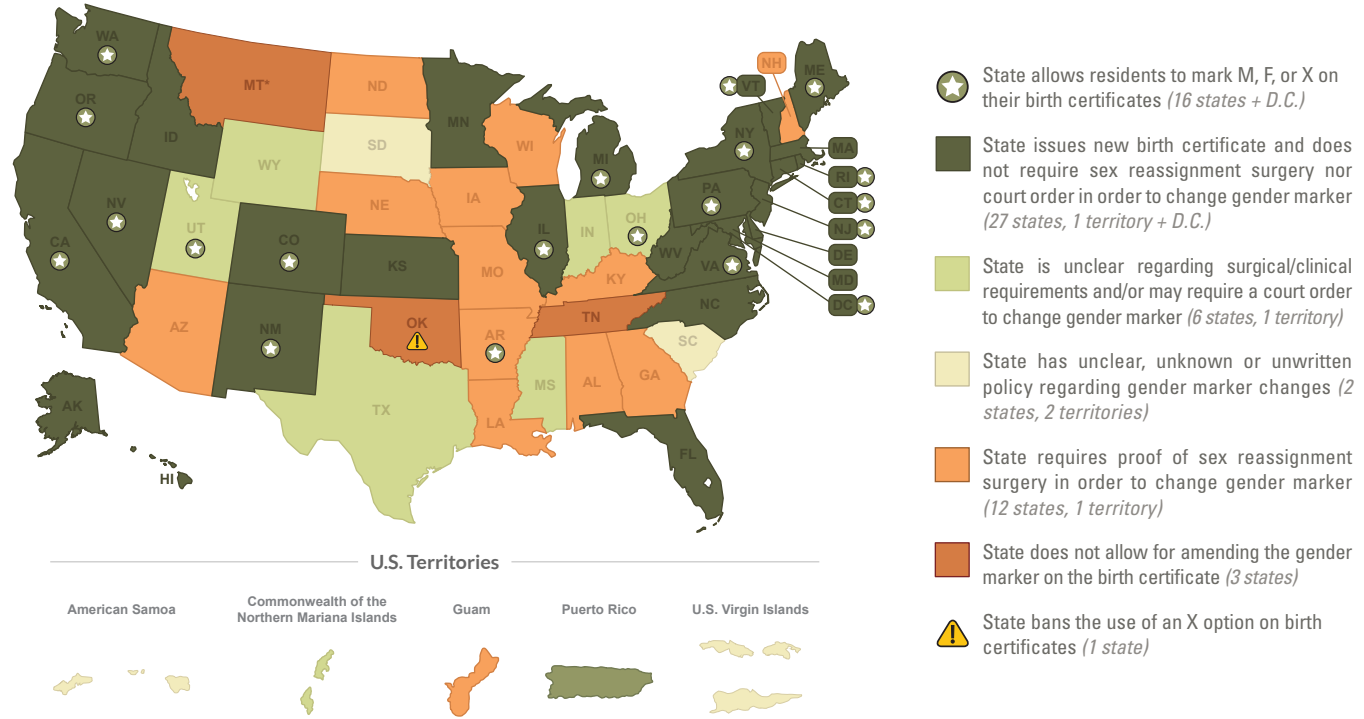 WA
MT*
ND
MN
OR
ID
WY
SD
WI
MI
VT
NH
ME
NY
MA
RI
CT
NJ
DE
MD
DC
NV
UT
CO
NE
IA
IL
IN
OH
PA
CA
KS
MO
KY
WV
VA
AZ
NM
OK
AR
TN
NC
SC
TX
LA
MS
AL
GA
FL
AK
HI
State allows residents to mark M, F, or X on
their birth certificates (16 states + D.C.)
State issues new birth certificate and does
not require sex reassignment surgery nor
court order in order to change gender marker
(27 states, 1 territory + D.C.)
State is unclear regarding surgical/clinical
requirements and/or may require a court order
to change gender marker (6 states, 1 territory)
State has unclear, unknown or unwritten
policy regarding gender marker changes (2
states, 2 territories)
State requires proof of sex reassignment
surgery in order to change gender marker
(12 states, 1 territory)
State does not allow for amending the gender
marker on the birth certificate (3 states)
State bans the use of an X option on birth
certificates (1 state)
U.S. Territories
American Samoa
Commonwealth of the
Northern Mariana Islands
Guam
Puerto Rico
U.S. Virgin Islands